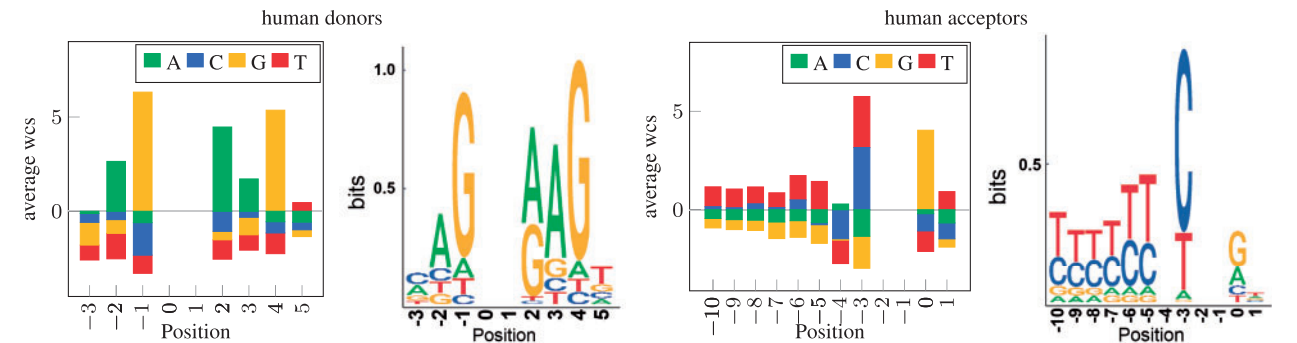 human donors
A C G T
average wcs
5
0
−3 −2 −1 0 1 2 3 4 5
Position
bits
1.0
0.5
-3 -2 -1 0 1 2 3 4 5
Position
human acceptors
A C G T
average wcs
5
0
−10 −9 −8 −7 −6 −5 −4 −3 −2 −1 0 1
Position
bits
0.5
-10 -9 -8 -7 -6 -5 -4 -3 -2 -1 0 1
Position